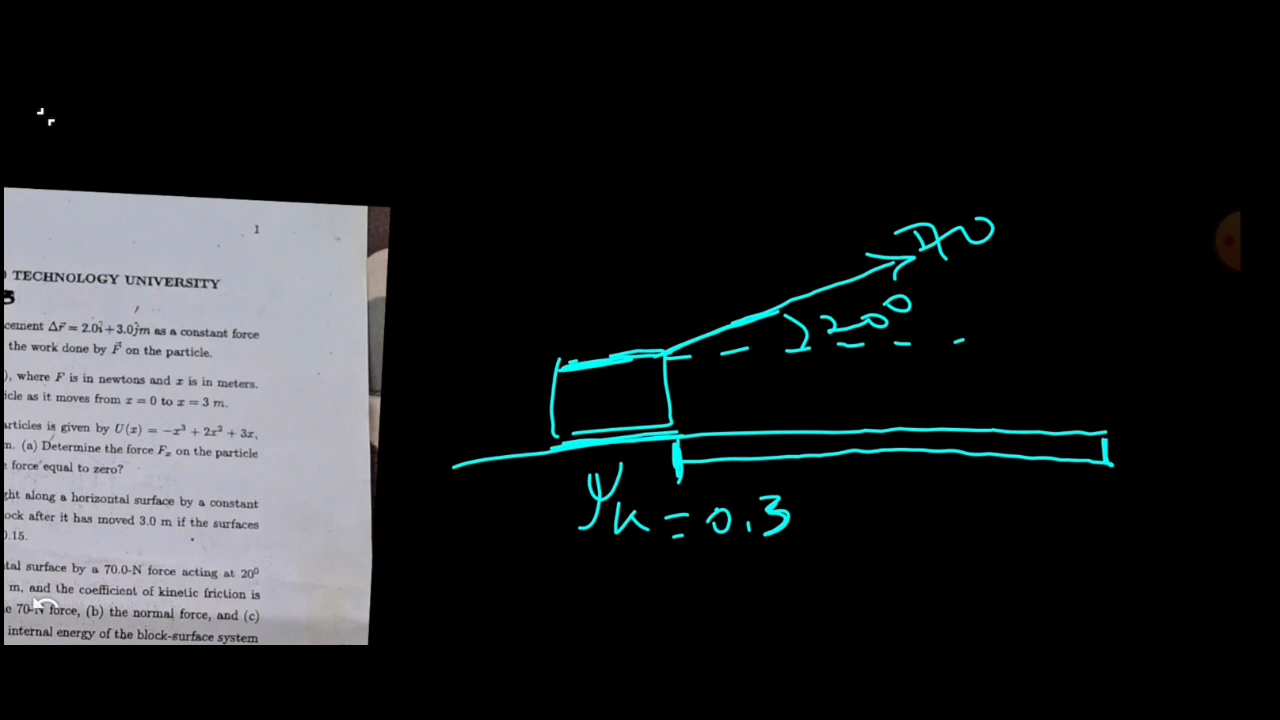 1
TECHNOLOGY UNIVERSITY
3
cement Δr⃗ = 2.0î + 3.0ĵ m as a constant force
the work done by F⃗ on the particle.
), where F is in newtons and x is in meters.
icle as it moves from x = 0 to x = 3 m.
articles is given by U(x) = −x³ + 2x² + 3x,
m. (a) Determine the force Fₓ on the particle
force equal to zero?
ght along a horizontal surface by a constant
ock after it has moved 3.0 m if the surfaces
0.15.
tal surface by a 70.0-N force acting at 20⁰
m, and the coefficient of kinetic friction is
e 70-N force, (b) the normal force, and (c)
internal energy of the block-surface system
20⁰
k = 0.3